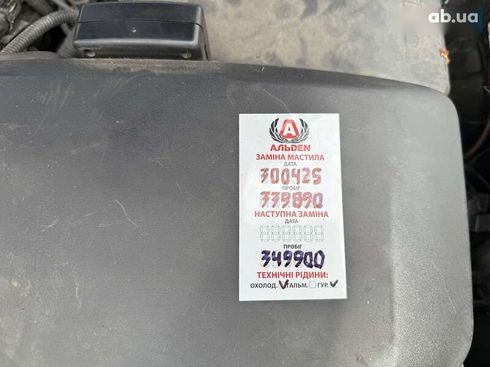 ab.ua
АЛЬDEN
ЗАМІНА МАСТИЛА
ДАТА
300425
ПРОБІГ
339890
НАСТУПНА ЗАМІНА
ДАТА
ПРОБІГ
349900
ТЕХНІЧНІ РІДИНИ:
ОХОЛОД. ГАЛЬМ. ГУР.